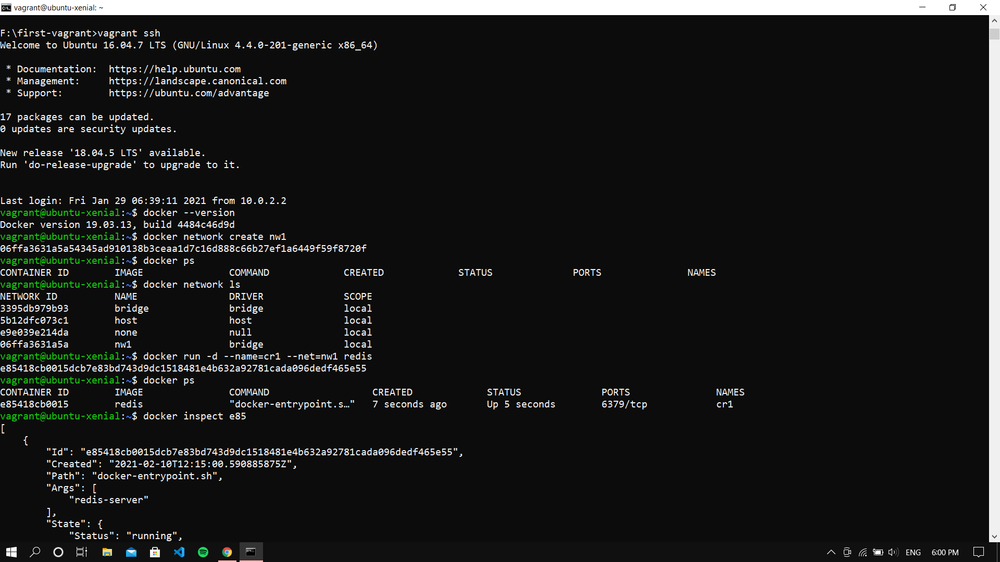 vagrant@ubuntu-xenial: ~
F:\first-vagrant>vagrant ssh
Welcome to Ubuntu 16.04.7 LTS (GNU/Linux 4.4.0-201-generic x86_64)
* Documentation:  https://help.ubuntu.com
* Management:     https://landscape.canonical.com
* Support:        https://ubuntu.com/advantage
17 packages can be updated.
0 updates are security updates.
New release '18.04.5 LTS' available.
Run 'do-release-upgrade' to upgrade to it.
Last login: Fri Jan 29 06:39:11 2021 from 10.0.2.2
vagrant@ubuntu-xenial:~$ docker --version
Docker version 19.03.13, build 4484c46d9d
vagrant@ubuntu-xenial:~$ docker network create nw1
06ffa3631a5a54345ad910138b3ceaa1d7c16d888c66b27ef1a6449f59f8720f
vagrant@ubuntu-xenial:~$ docker ps
CONTAINER ID        IMAGE               COMMAND             CREATED             STATUS              PORTS               NAMES
vagrant@ubuntu-xenial:~$ docker network ls
NETWORK ID          NAME                DRIVER              SCOPE
3395db979b93        bridge              bridge              local
5b12dfc073c1        host                host                local
e9e039e214da        none                null                local
06ffa3631a5a        nw1                 bridge              local
vagrant@ubuntu-xenial:~$ docker run -d --name=cr1 --net=nw1 redis
e85418cb0015dcb7e83bd743d9dc1518481e4b632a92781cada096dedf465e55
vagrant@ubuntu-xenial:~$ docker ps
CONTAINER ID        IMAGE               COMMAND                  CREATED             STATUS              PORTS               NAMES
e85418cb0015        redis               "docker-entrypoint.s…"   7 seconds ago       Up 5 seconds        6379/tcp            cr1
vagrant@ubuntu-xenial:~$ docker inspect e85
[
    {
        "Id": "e85418cb0015dcb7e83bd743d9dc1518481e4b632a92781cada096dedf465e55",
        "Created": "2021-02-10T12:15:00.590885875Z",
        "Path": "docker-entrypoint.sh",
        "Args": [
            "redis-server"
        ],
        "State": {
            "Status": "running",
ENG 6:00 PM